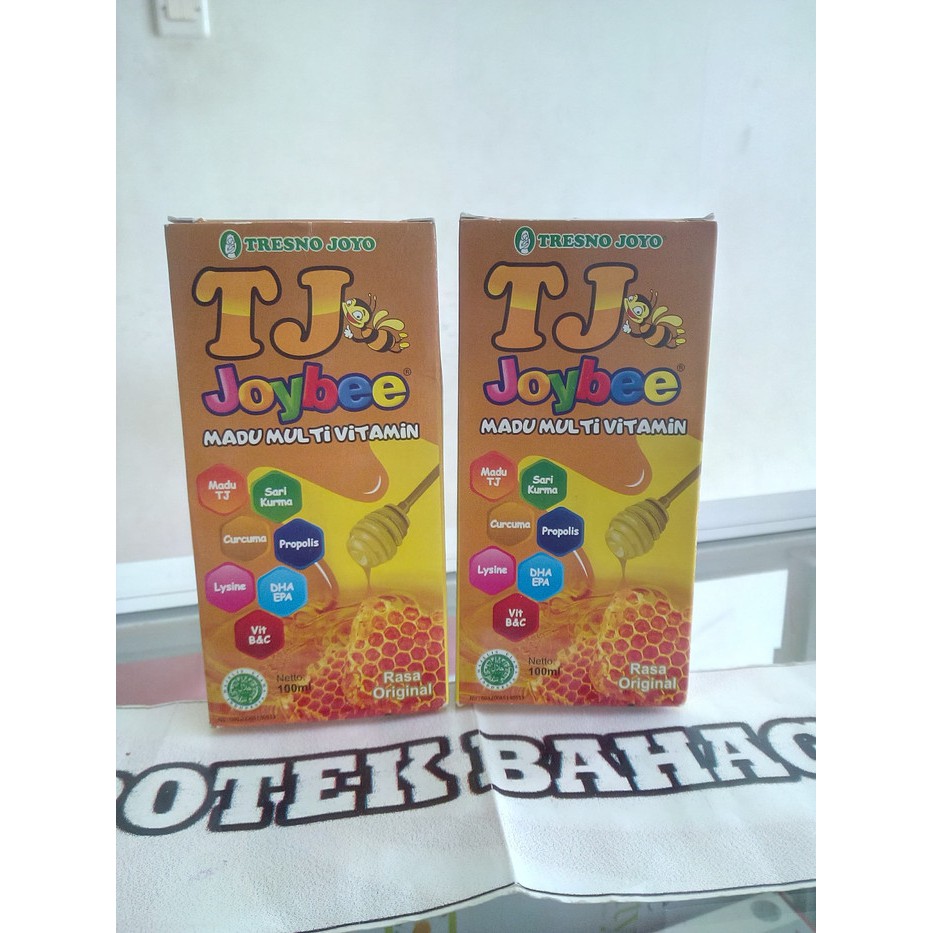 TRESNO JOYO
TJ
Joybee®
MADU MULTI VITAMIN
Madu
TJ
Sari
Kurma
Curcuma
Propolis
Lysine
DHA
EPA
Vit
B&C
Netto
100ml
Rasa
Original
TRESNO JOYO
TJ
Joybee®
MADU MULTI VITAMIN
Madu
TJ
Sari
Kurma
Curcuma
Propolis
Lysine
DHA
EPA
Vit
B&C
Netto
100ml
Rasa
Original
POTEK BAHAG